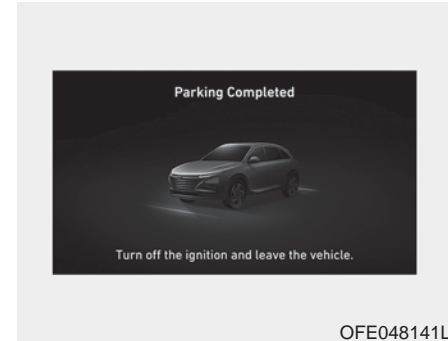 Parking Completed
Turn off the ignition and leave the vehicle.
OFE048141L